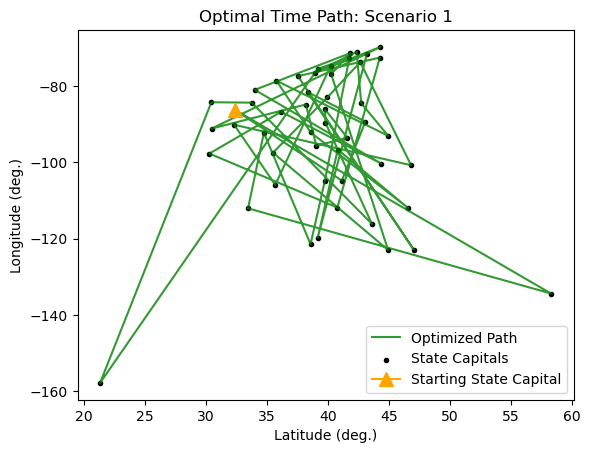 Optimal Time Path: Scenario 1
Longitude (deg.)
−80
−100
−120
−140
−160
20
25
30
35
40
45
50
55
60
Latitude (deg.)
Optimized Path
State Capitals
Starting State Capital